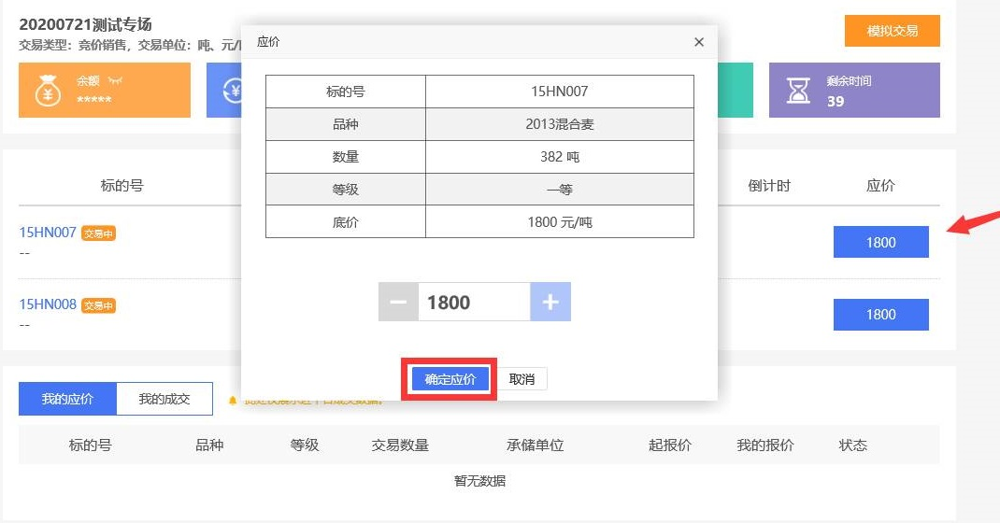 20200721测试专场
交易类型：竞价销售，交易单位：吨、元/
模拟交易
余额
*****
剩余时间
39
应价
标的号 15HN007
品种 2013混合麦
数量 382 吨
等级 一等
底价 1800 元/吨
1800
确定应价 取消
标的号 倒计时 应价
15HN007 交易中 1800
--
15HN008 交易中 1800
--
我的应价 我的成交
标的号 品种 等级 交易数量 承储单位 起报价 我的报价 状态
暂无数据